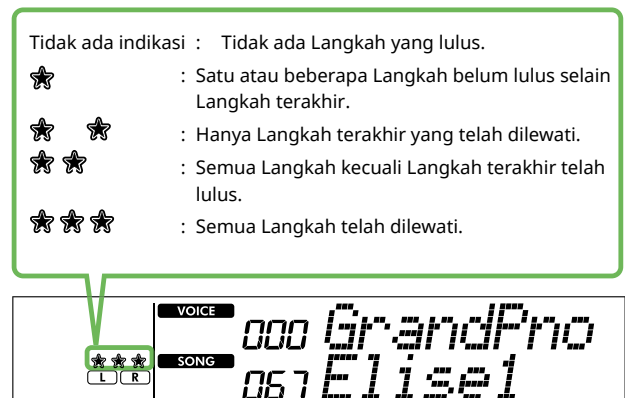 Tidak ada indikasi : Tidak ada Langkah yang lulus.
: Satu atau beberapa Langkah belum lulus selain
Langkah terakhir.
: Hanya Langkah terakhir yang telah dilewati.
: Semua Langkah kecuali Langkah terakhir telah
lulus.
: Semua Langkah telah dilewati.
VOICE 000 GrandPno
SONG 067 Elise1
L R